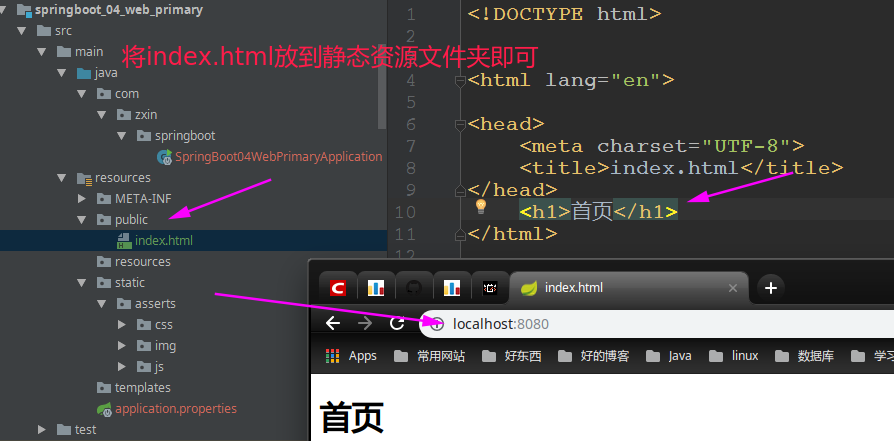 springboot_04_web_primary
src
main
将index.html放到静态资源文件夹即可
java
com
zxin
springboot
SpringBoot04WebPrimaryApplication
resources
META-INF
public
index.html
resources
static
asserts
css
img
js
templates
application.properties
test
1 <!DOCTYPE html>
2
3
4 <html lang="en">
5
6 <head>
7 <meta charset="UTF-8">
8 <title>index.html</title>
9 </head>
10 <h1>首页</h1>
11 </html>
12
index.html
localhost:8080
Apps 常用网站 好东西 好的博客 Java linux 数据库 学习
首页